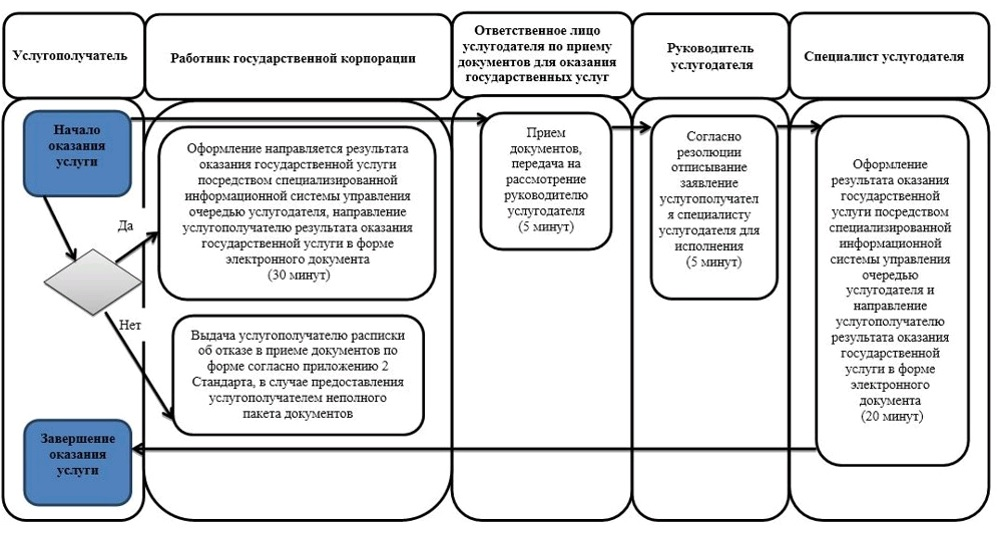 Услугополучатель
Работник государственной корпорации
Ответственное лицо
услугодателя по приему
документов для оказания
государственных услуг
Руководитель
услугодателя
Специалист услугодателя
Начало
оказания
услуги
Да
Нет
Оформление направляется результата
оказания государственной услуги
посредством специализированной
информационной системы управления
очередью услугодателя, направление
услугополучателю результата оказания
государственной услуги в форме
электронного документа
(30 минут)
Выдача услугополучателю расписки
об отказе в приеме документов по
форме согласно приложению 2
Стандарта, в случае предоставления
услугополучателем неполного
пакета документов
Прием
документов,
передача на
рассмотрение
руководителю
услугодателя
(5 минут)
Согласно
резолюции
отписывание
заявление
услугополучател
я специалисту
услугодателя для
исполнения
(5 минут)
Оформление
результата оказания
государственной
услуги посредством
специализированной
информационной
системы управления
очередью
услугодателя и
направление
услугополучателю
результата оказания
государственной
услуги в форме
электронного
документа
(20 минут)
Завершение
оказания
услуги